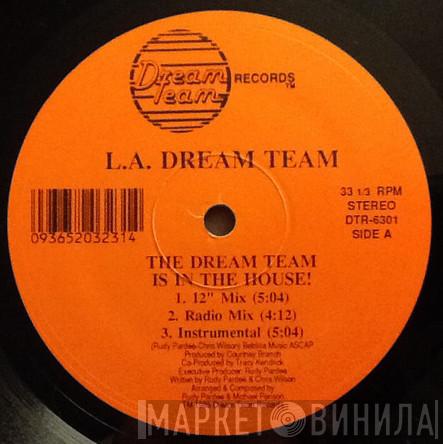 Dream
Team
RECORDS
TM
L.A. DREAM TEAM
33 1/3 RPM
STEREO
DTR-6301
SIDE A
093652032314
THE DREAM TEAM
IS IN THE HOUSE!
1. 12" Mix (5:04)
2. Radio Mix (4:12)
3. Instrumental (5:04)
(Rudy Pardee-Chris Wilson) Music ASCAP
Produced by Courtney Branch
Co-Produced by Tracy Kendrick
Executive Producer: Rudy Pardee
Written by Rudy Pardee & Chris Wilson
Arranged & Composed by
Rudy Pardee & Michael
МАРКЕТ ВИНИЛА